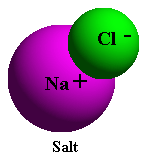 Cl -
Na +
Salt